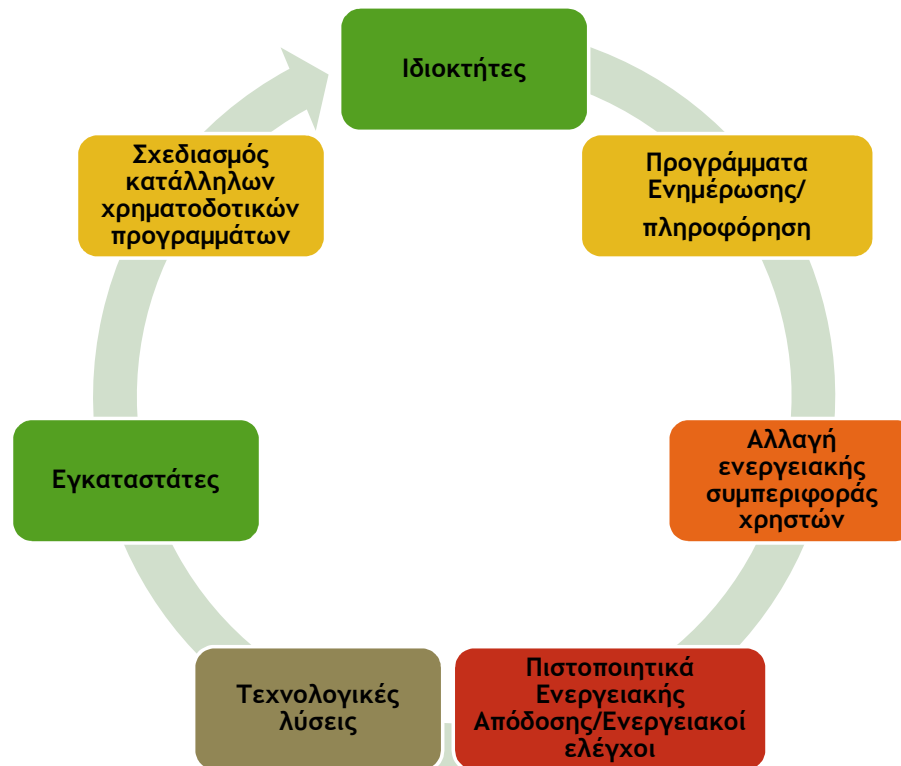 Ιδιοκτήτες
Προγράμματα
Ενημέρωσης/
πληροφόρηση
Αλλαγή
ενεργειακής
συμπεριφοράς
χρηστών
Πιστοποιητικά
Ενεργειακής
Απόδοσης/Ενεργειακοί
ελέγχοι
Τεχνολογικές
λύσεις
Εγκαταστάτες
Σχεδιασμός
κατάλληλων
χρηματοδοτικών
προγραμμάτων